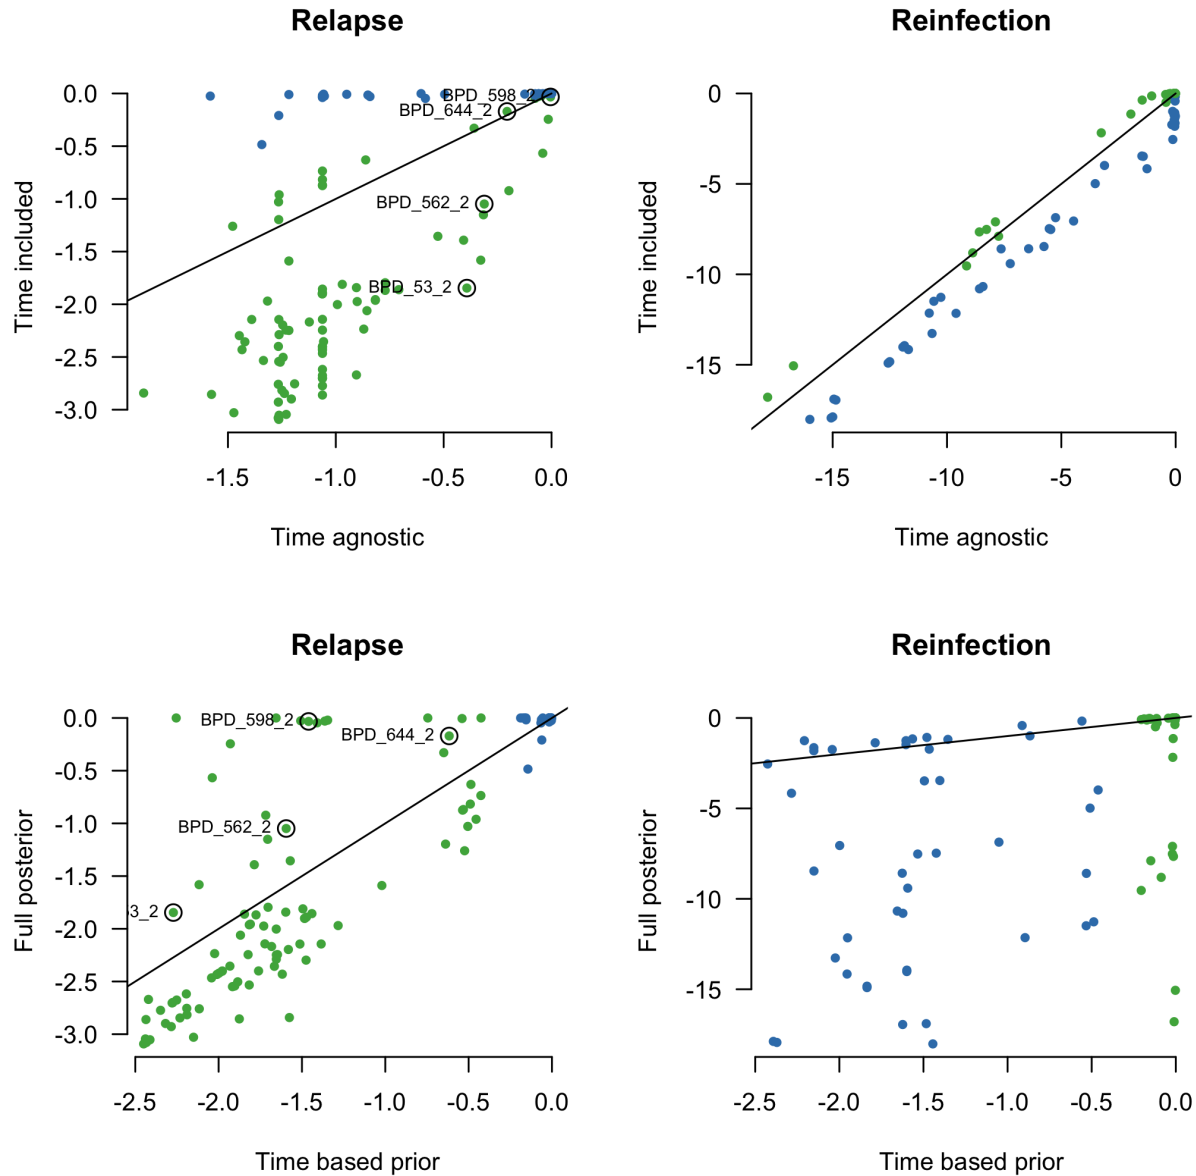 Relapse
Reinfection
Time included
0.0
-0.5
-1.0
-1.5
-2.0
-2.5
-3.0
BPD_598_2
BPD_644_2
BPD_562_2
BPD_53_2
-1.5
-1.0
-0.5
0.0
Time agnostic
Time included
0
-5
-10
-15
-15
-10
-5
0
Time agnostic
Relapse
Reinfection
Full posterior
0.0
-0.5
-1.0
-1.5
-2.0
-2.5
-3.0
BPD_598_2
BPD_644_2
BPD_562_2
3_2
-2.5
-2.0
-1.5
-1.0
-0.5
0.0
Time based prior
Full posterior
0
-5
-10
-15
-2.5
-2.0
-1.5
-1.0
-0.5
0.0
Time based prior